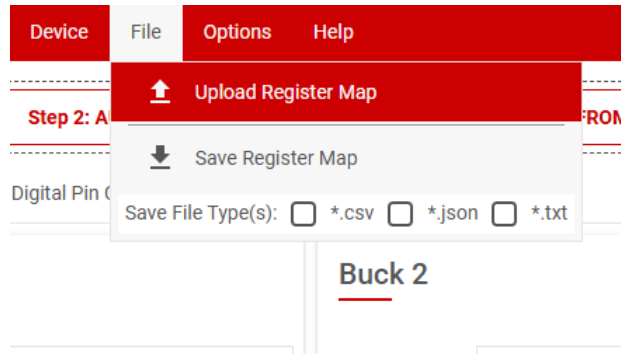 Device File Options Help
Upload Register Map
Step 2:
Save Register Map
Digital Pin
Save File Type(s): *.csv *.json *.txt
Buck 2